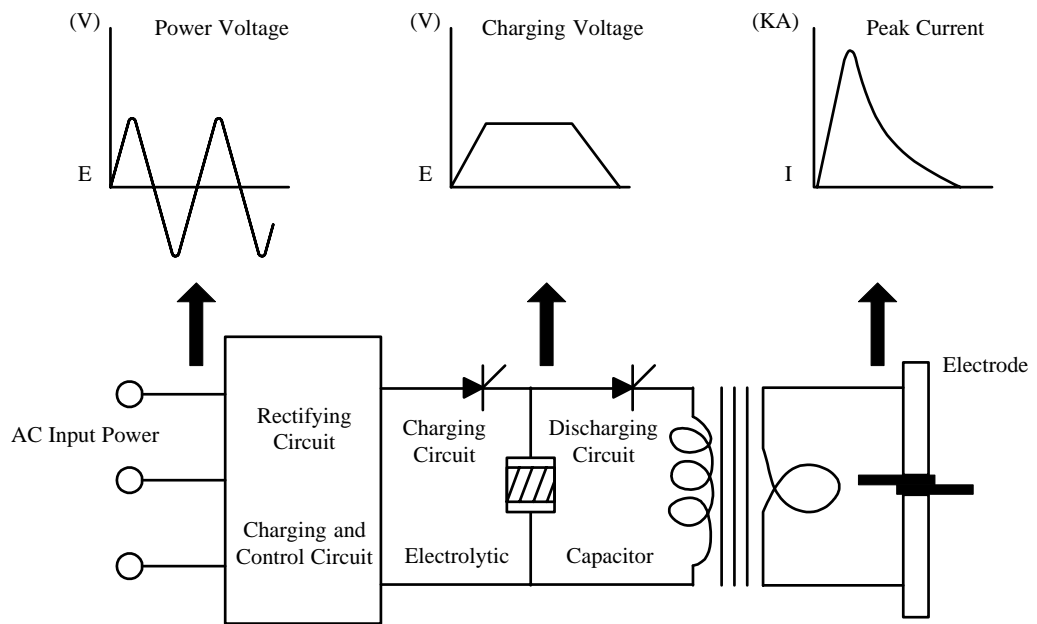 (V) Power Voltage
E
(V) Charging Voltage
E
(KA) Peak Current
I
Electrode
AC Input Power
Rectifying
Circuit
Charging and
Control Circuit
Charging
Circuit
Discharging
Circuit
Electrolytic Capacitor